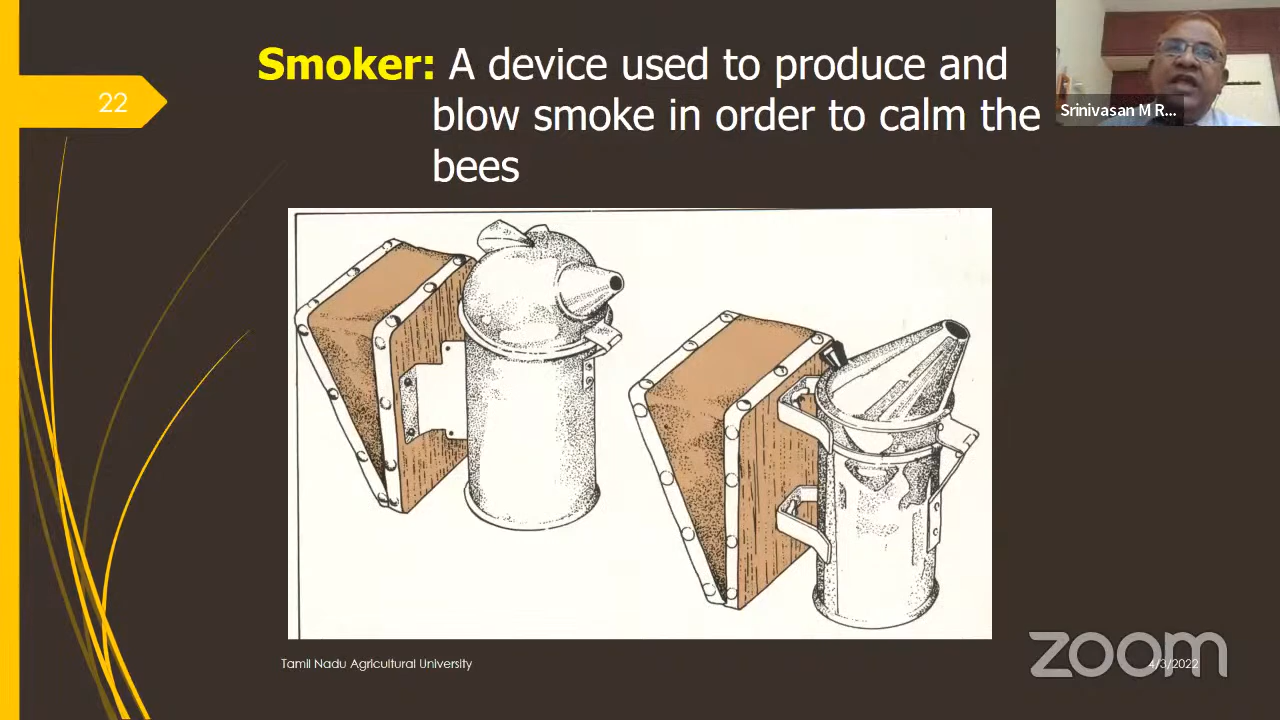 Smoker: A device used to produce and
blow smoke in order to calm the
bees
22
Srinivasan M R...
Tamil Nadu Agricultural University
4/3/2022
zoom